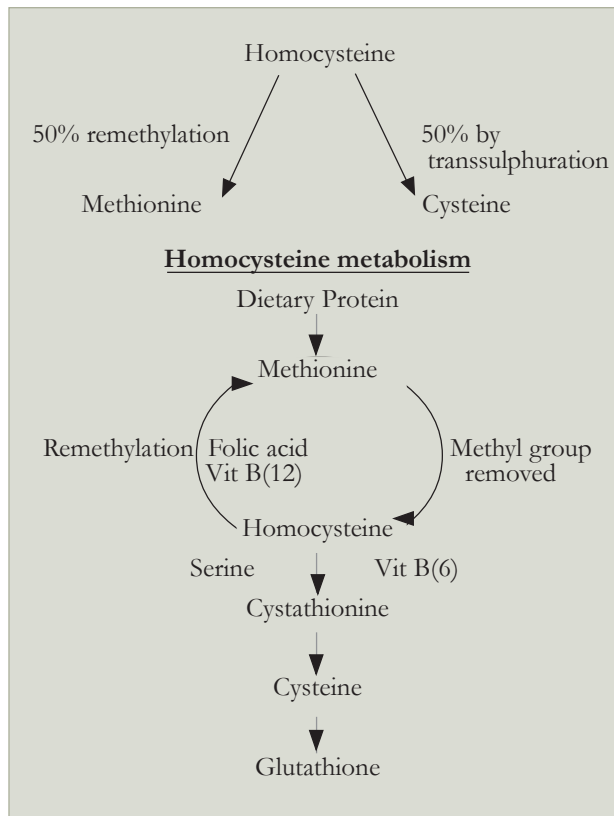 Homocysteine
50% remethylation
50% by
transsulphuration
Methionine
Cysteine
Homocysteine metabolism
Dietary Protein
Methionine
Remethylation
Folic acid
Vit B(12)
Methyl group
removed
Homocysteine
Serine
Vit B(6)
Cystathionine
Cysteine
Glutathione